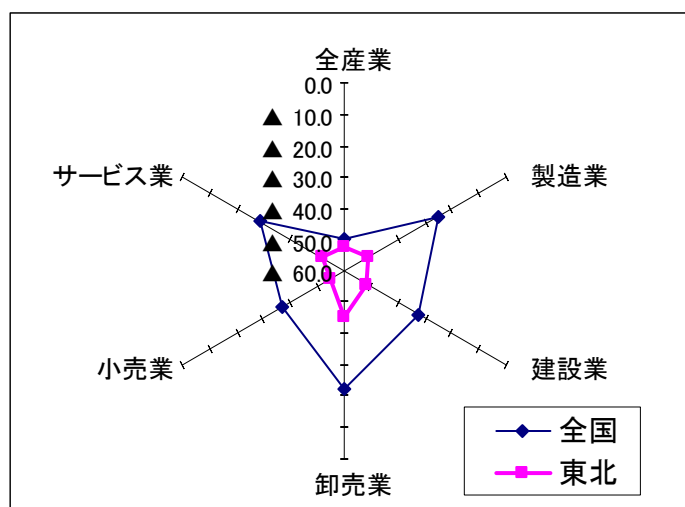 全産業
0.0
▲ 10.0
▲ 20.0
▲ 30.0
▲ 40.0
▲ 50.0
▲ 60.0
サービス業
製造業
小売業
建設業
卸売業
全国
東北